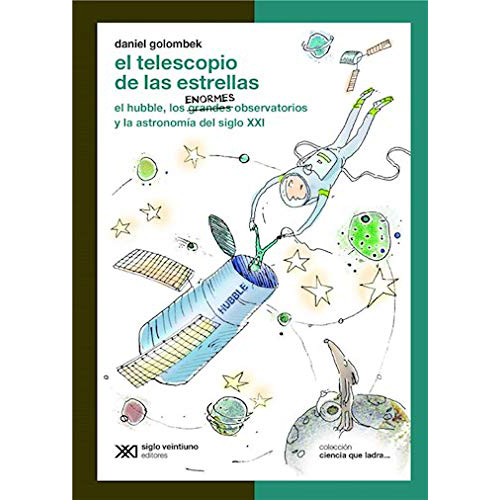 daniel golombek
el telescopio
de las estrellas
ENORMES
el hubble, los grandes observatorios
y la astronomía del siglo XXI
HUBBLE
XXI siglo veintiuno
editores
colección
ciencia que ladra...